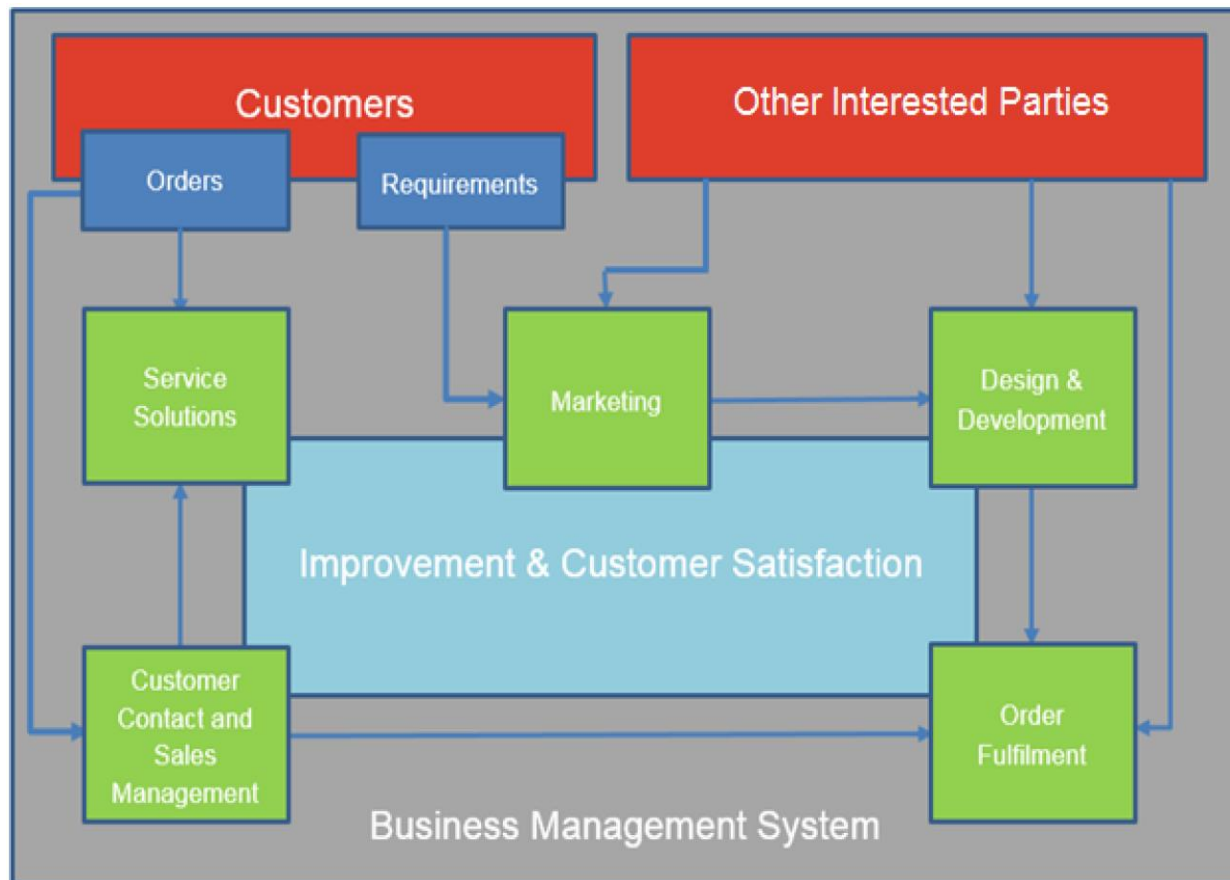 Customers
Other Interested Parties
Orders
Requirements
Service
Solutions
Marketing
Design &
Development
Improvement & Customer Satisfaction
Customer
Contact and
Sales
Management
Order
Fulfilment
Business Management System